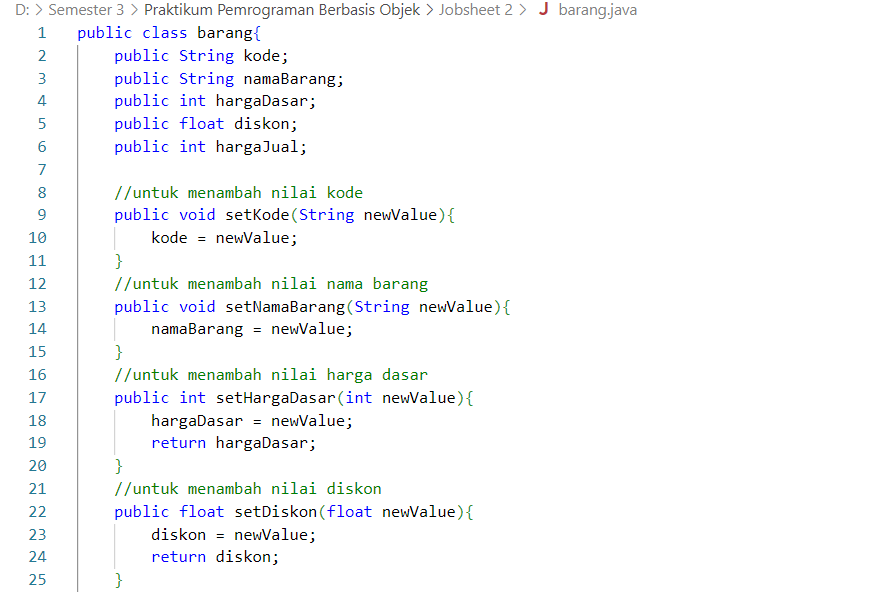 D: > Semester 3 > Praktikum Pemrograman Berbasis Objek > Jobsheet 2 > J barang.java
1 public class barang{
2     public String kode;
3     public String namaBarang;
4     public int hargaDasar;
5     public float diskon;
6     public int hargaJual;
7
8     //untuk menambah nilai kode
9     public void setKode(String newValue){
10         kode = newValue;
11     }
12     //untuk menambah nilai nama barang
13     public void setNamaBarang(String newValue){
14         namaBarang = newValue;
15     }
16     //untuk menambah nilai harga dasar
17     public int setHargaDasar(int newValue){
18         hargaDasar = newValue;
19         return hargaDasar;
20     }
21     //untuk menambah nilai diskon
22     public float setDiskon(float newValue){
23         diskon = newValue;
24         return diskon;
25     }